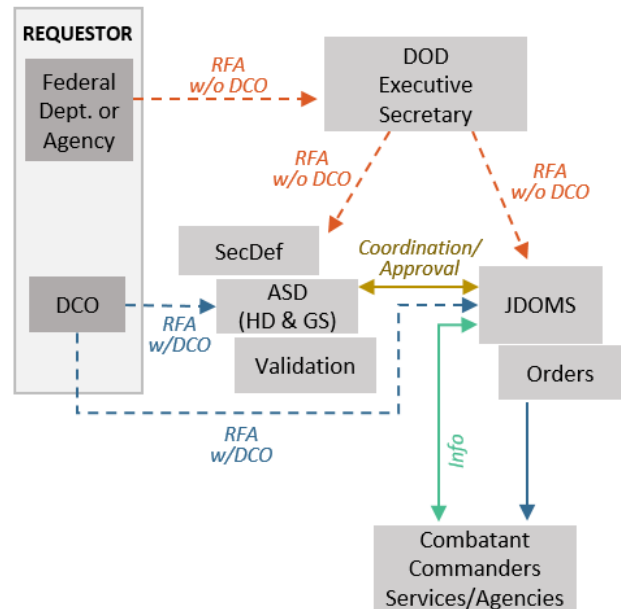 REQUESTOR
Federal
Dept. or
Agency
RFA
w/o DCO
DOD
Executive
Secretary
RFA
w/o DCO
RFA
w/o DCO
SecDef
Coordination/
Approval
DCO
RFA
w/DCO
ASD
(HD & GS)
JDOMS
Validation
Orders
RFA
w/DCO
Info
Combatant
Commanders
Services/Agencies